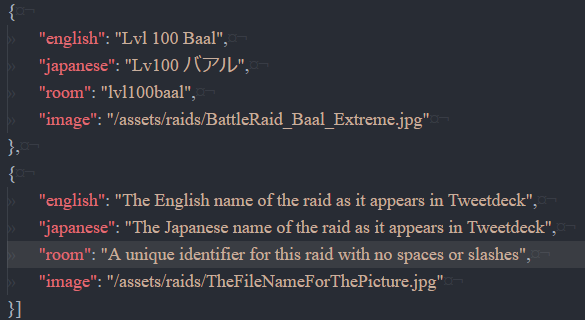 {
"english": "Lvl 100 Baal",
"japanese": "Lv100 バアル",
"room": "lvl100baal",
"image": "/assets/raids/BattleRaid_Baal_Extreme.jpg"
},
{
"english": "The English name of the raid as it appears in Tweetdeck",
"japanese": "The Japanese name of the raid as it appears in Tweetdeck",
"room": "A unique identifier for this raid with no spaces or slashes",
"image": "/assets/raids/TheFileNameForThePicture.jpg"
}]